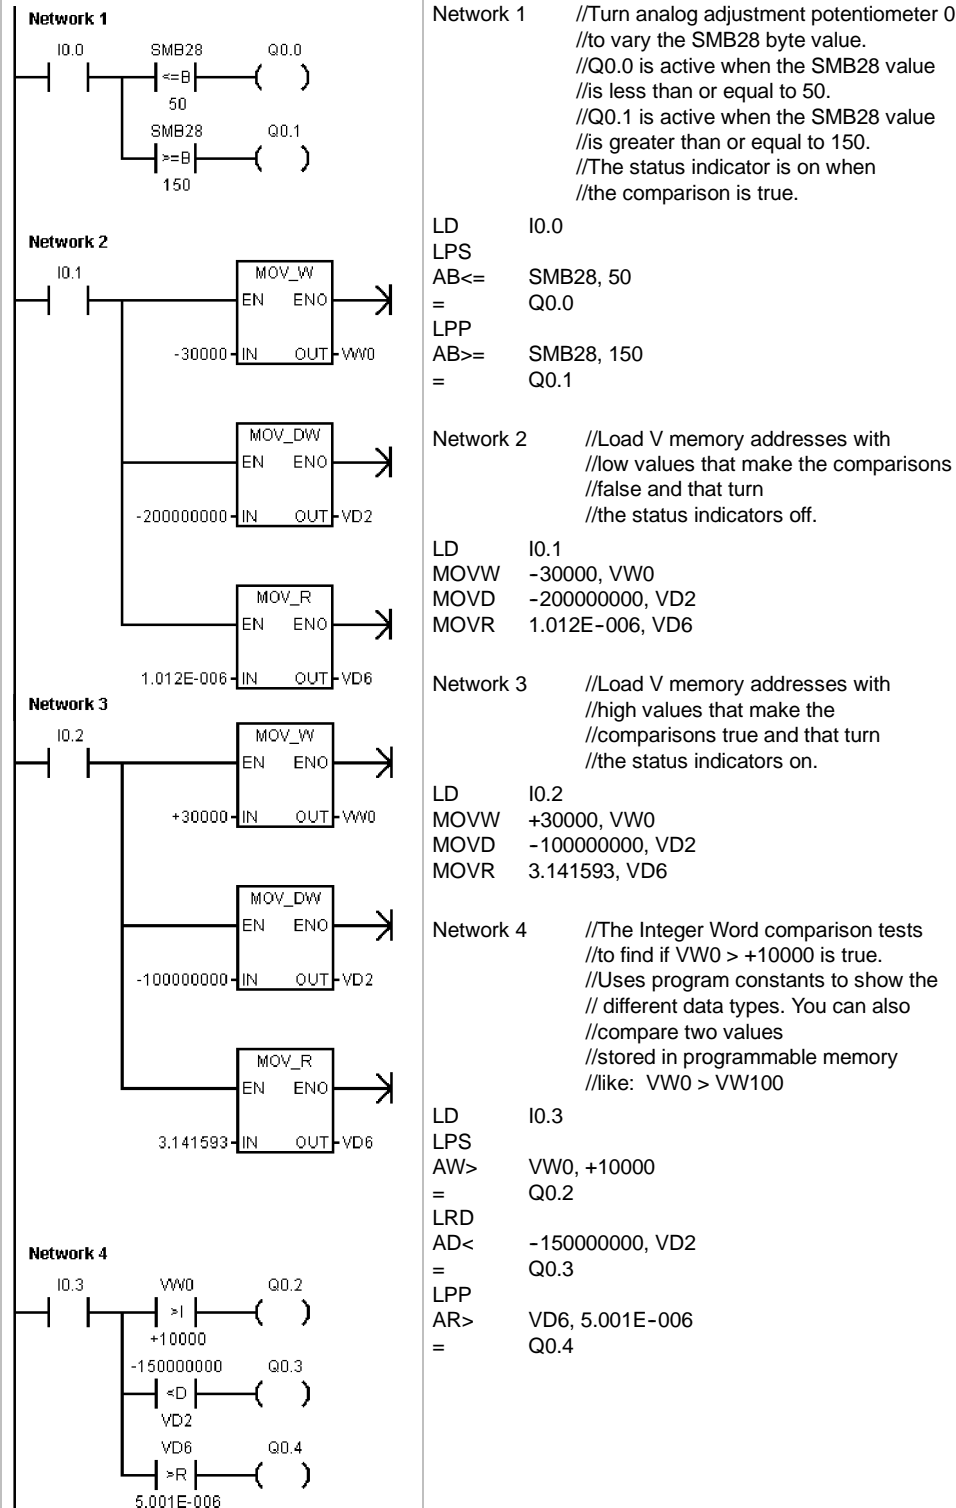 Network 1
I0.0
SMB28
Q0.0
<=B
50
SMB28
Q0.1
>=B
150
Network 2
I0.1
MOV_W
EN ENO
-30000 IN OUT VW0
MOV_DW
EN ENO
-200000000 IN OUT VD2
MOV_R
EN ENO
1.012E-006 IN OUT VD6
Network 3
I0.2
MOV_W
EN ENO
+30000 IN OUT VW0
MOV_DW
EN ENO
-100000000 IN OUT VD2
MOV_R
EN ENO
3.141593 IN OUT VD6
Network 4
I0.3
VW0
Q0.2
>I
+10000
-150000000
Q0.3
<D
VD2
VD6
Q0.4
>R
5.001E-006
Network 1 //Turn analog adjustment potentiometer 0
//to vary the SMB28 byte value.
//Q0.0 is active when the SMB28 value
//is less than or equal to 50.
//Q0.1 is active when the SMB28 value
//is greater than or equal to 150.
//The status indicator is on when
//the comparison is true.
LD I0.0
LPS
AB<= SMB28, 50
= Q0.0
LPP
AB>= SMB28, 150
= Q0.1
Network 2 //Load V memory addresses with
//low values that make the comparisons
//false and that turn
//the status indicators off.
LD I0.1
MOVW -30000, VW0
MOVD -200000000, VD2
MOVR 1.012E-006, VD6
Network 3 //Load V memory addresses with
//high values that make the
//comparisons true and that turn
//the status indicators on.
LD I0.2
MOVW +30000, VW0
MOVD -100000000, VD2
MOVR 3.141593, VD6
Network 4 //The Integer Word comparison tests
//to find if VW0 > +10000 is true.
//Uses program constants to show the
// different data types. You can also
//compare two values
//stored in programmable memory
//like: VW0 > VW100
LD I0.3
LPS
AW> VW0, +10000
= Q0.2
LRD
AD< -150000000, VD2
= Q0.3
LPP
AR> VD6, 5.001E-006
= Q0.4